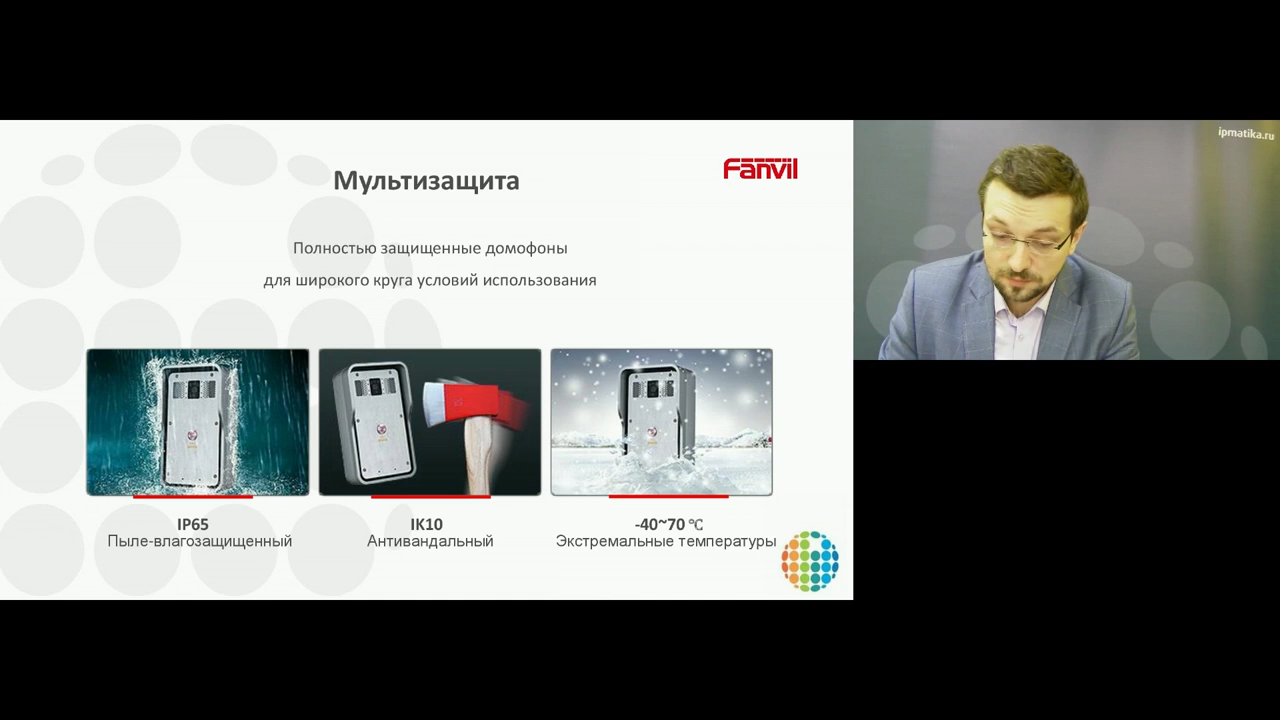 Мультизащита
Fanvil
Полностью защищенные домофоны
для широкого круга условий использования
IP65
Пыле-влагозащищенный
IK10
Антивандальный
-40~70 ℃
Экстремальные температуры
ipmatika.ru